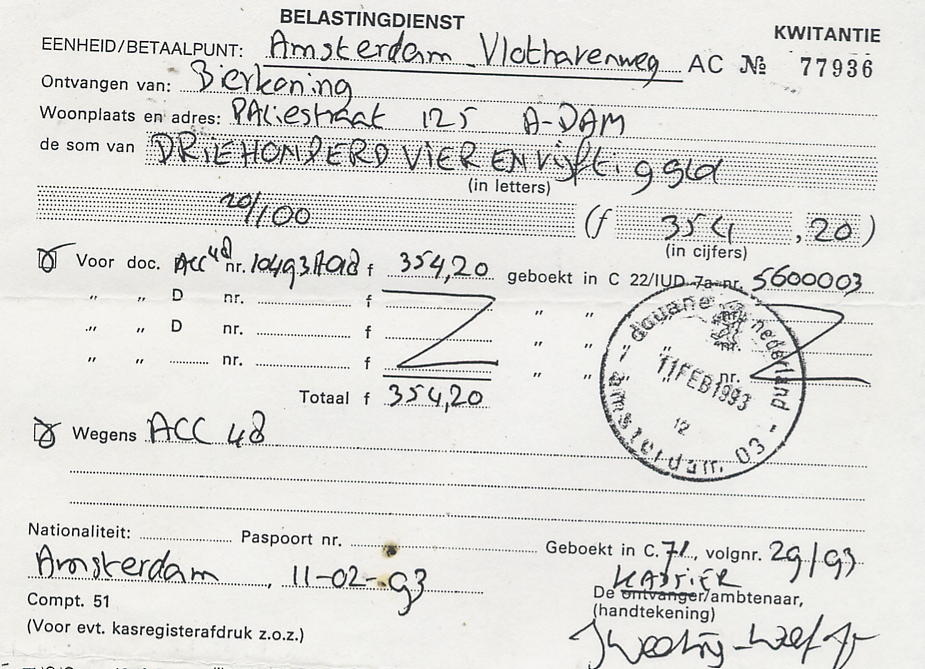 BELASTINGDIENST
KWITANTIE
EENHEID/BETAALPUNT: Amsterdam Vlothavenweg AC № 77936
Ontvangen van: Bierkoning
Woonplaats en adres: PAliestraat 125 A-DAM
de som van DRIEHONDERD VIER EN vijftig gld
(in letters)
20/100 (f 354 ,20)
(in cijfers)
Voor doc. ACC 48 nr. f 354,20 geboekt in C 22/IUD 7a nr. 5600003
" " D nr. f " " nr.
" " D nr. f " " nr.
" " nr. f " " nr.
Totaal f 354,20
douane nederland
11 FEB 1993
12
- amsterdam. 03 -
Wegens ACC 48
Nationaliteit: Paspoort nr. Geboekt in C.71, volgnr. 29/93
Amsterdam, 11-02-93
KASSIER
De ontvanger/ambtenaar,
Compt. 51
(handtekening)
(Voor evt. kasregisterafdruk z.o.z.)